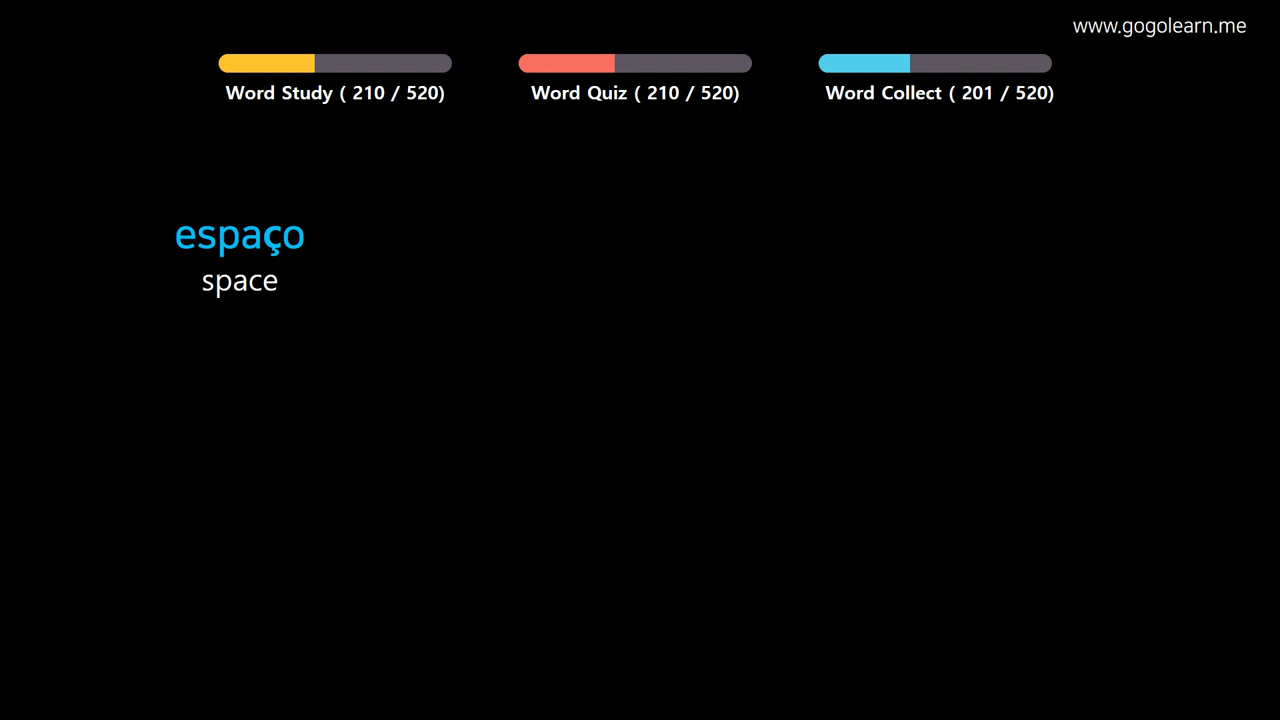 www.gogolearn.me
Word Study ( 210 / 520)
Word Quiz ( 210 / 520)
Word Collect ( 201 / 520)
espaço
space